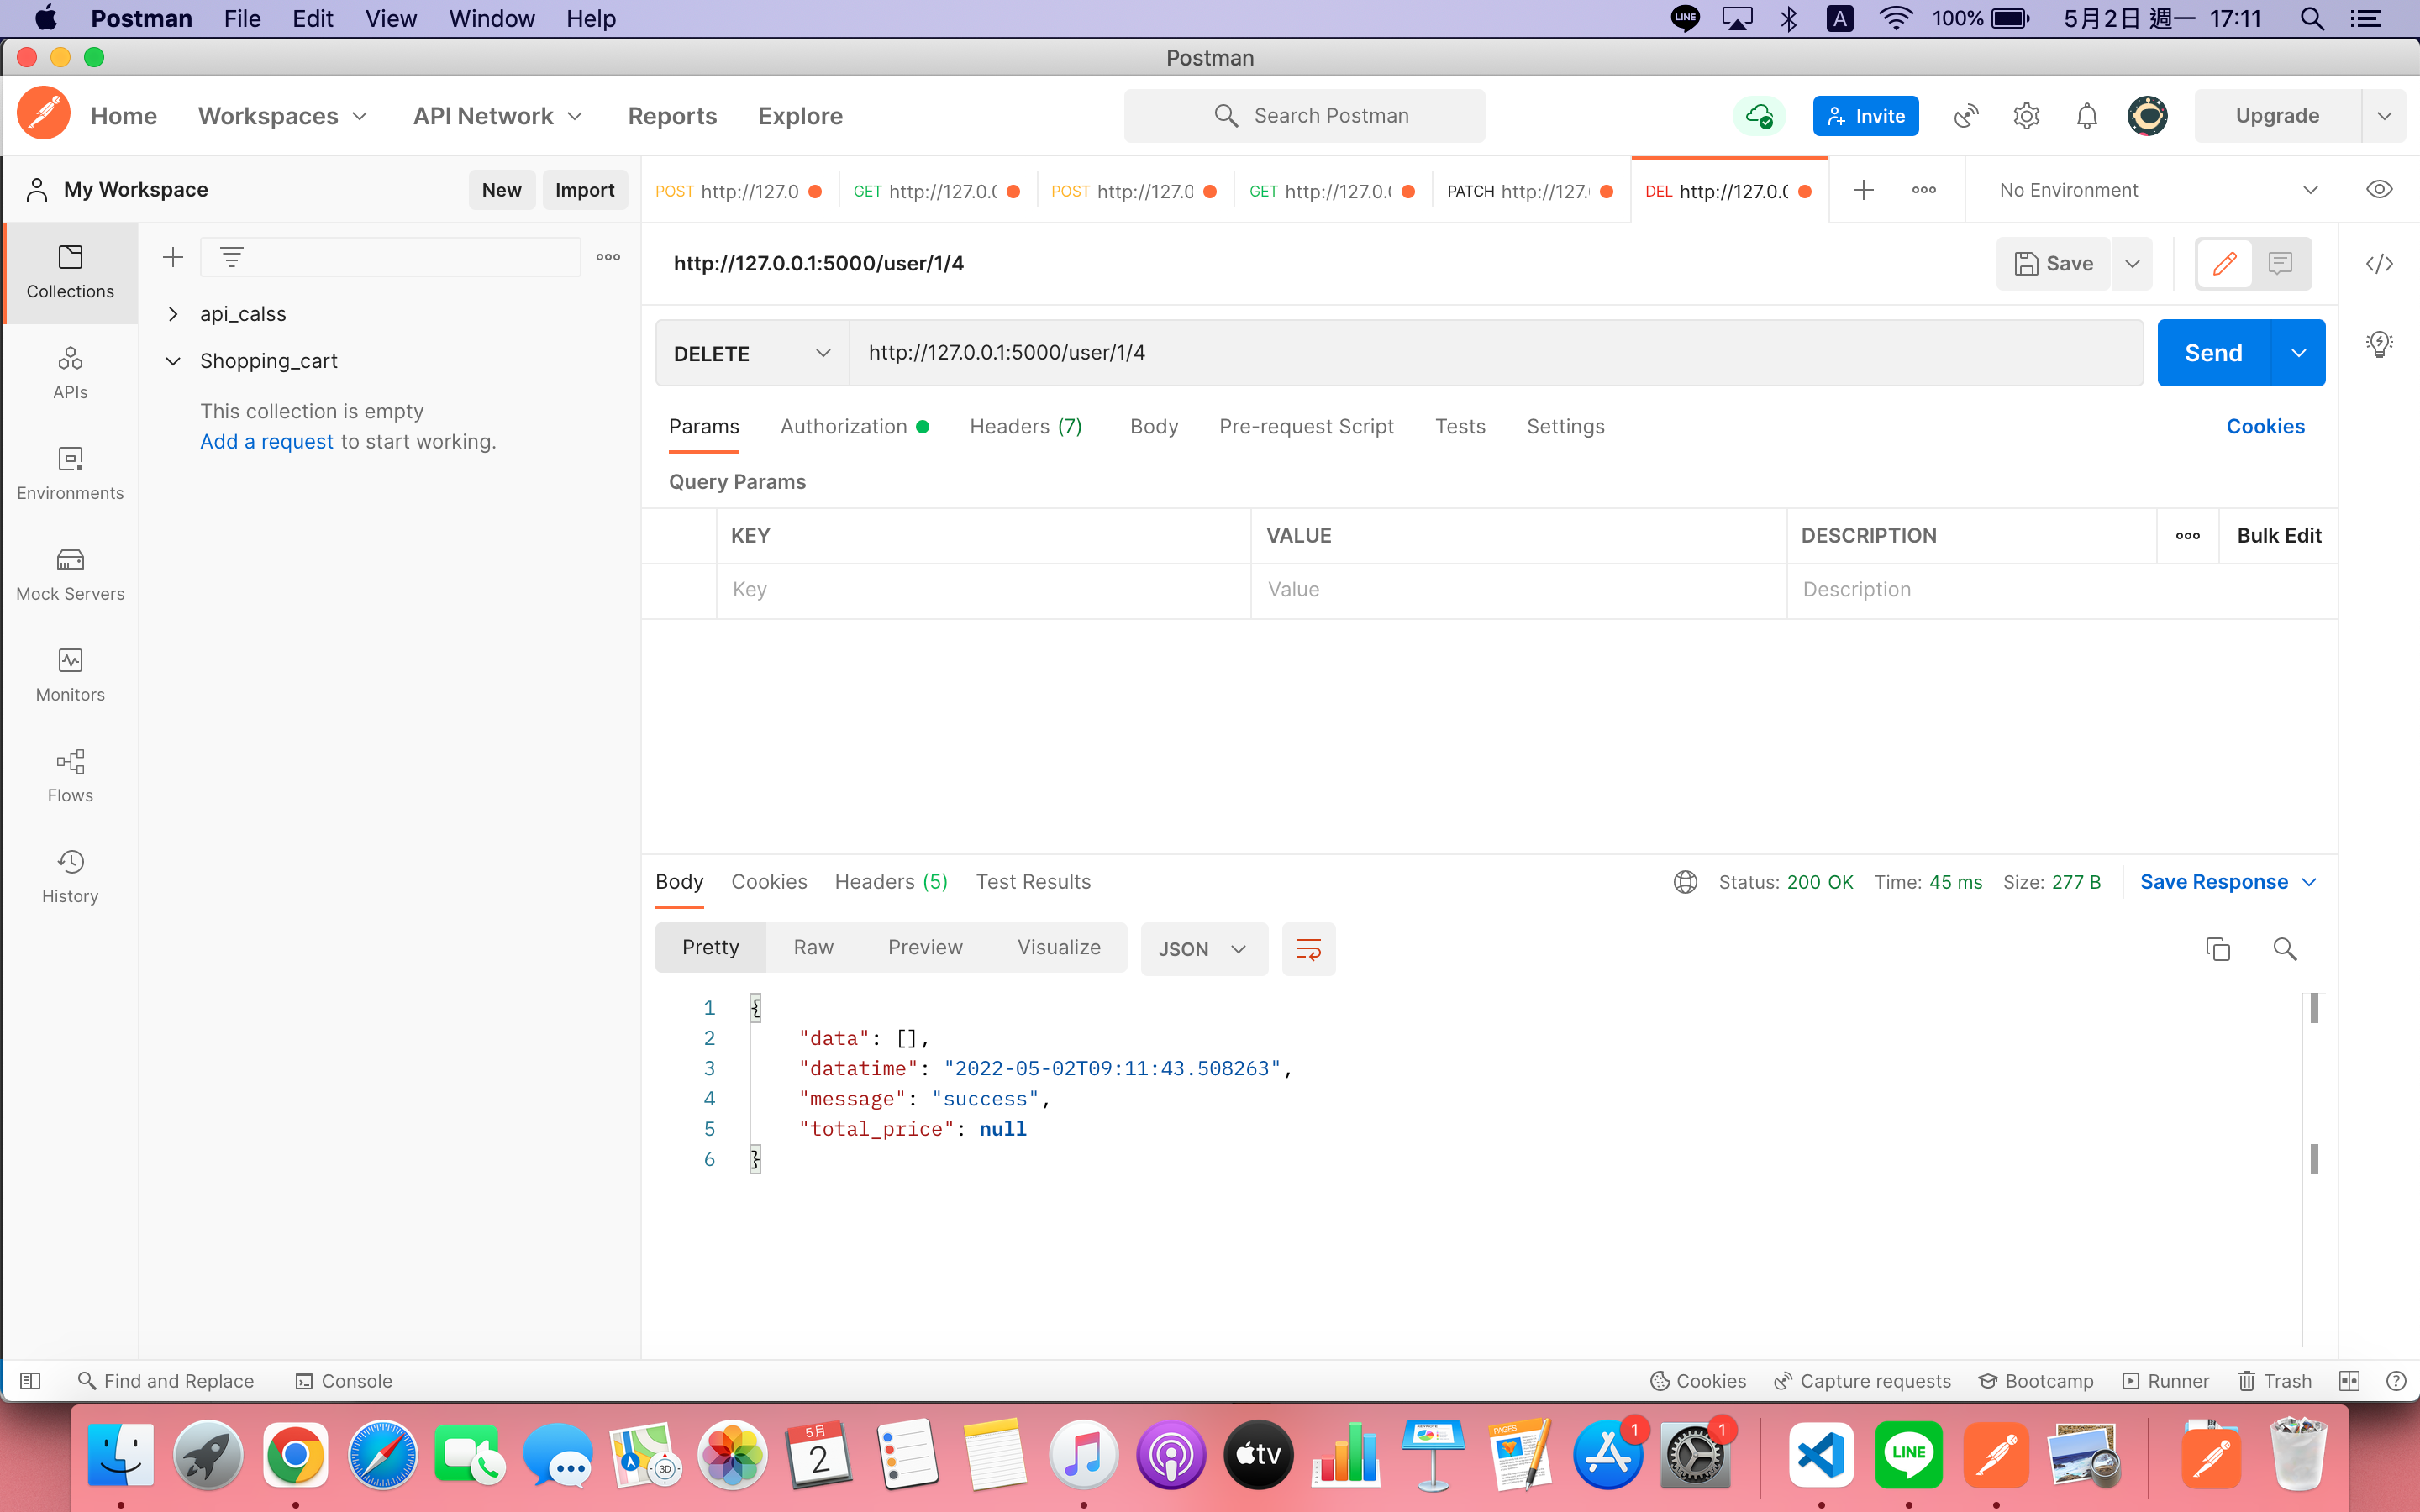 Postman File Edit View Window Help LINE A 100% 5月2日 週一 17:11
Postman
Home Workspaces API Network Reports Explore Search Postman Invite Upgrade
My Workspace New Import
POST http://127.0 GET http://127.0.( POST http://127.0 GET http://127.0.( PATCH http://127. DEL http://127.0.( No Environment
http://127.0.0.1:5000/user/1/4 Save
Collections
APIs
Environments
Mock Servers
Monitors
Flows
History
api_calss
Shopping_cart
This collection is empty
Add a request to start working.
DELETE http://127.0.0.1:5000/user/1/4 Send
Params Authorization Headers (7) Body Pre-request Script Tests Settings Cookies
Query Params
KEY VALUE DESCRIPTION Bulk Edit
Key Value Description
Body Cookies Headers (5) Test Results Status: 200 OK Time: 45 ms Size: 277 B Save Response
Pretty Raw Preview Visualize JSON
1 {
2 "data": [],
3 "datatime": "2022-05-02T09:11:43.508263",
4 "message": "success",
5 "total_price": null
6 }
Find and Replace Console Cookies Capture requests Bootcamp Runner Trash
3D 5月 2 tv PAGES 1 1 LINE